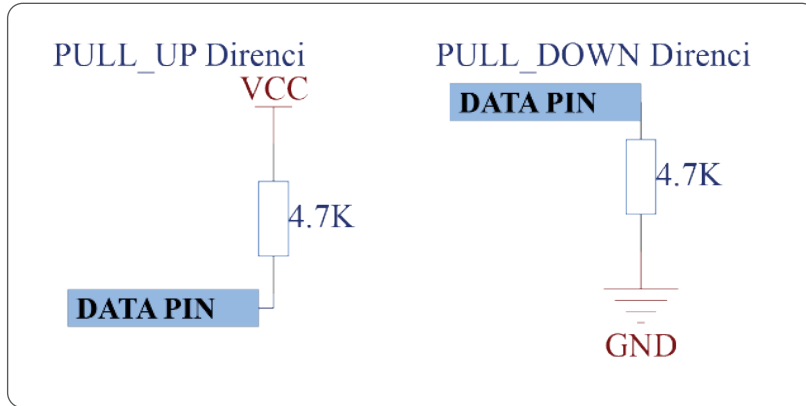 PULL_UP Direnci
VCC
4.7K
DATA PIN
PULL_DOWN Direnci
DATA PIN
4.7K
GND